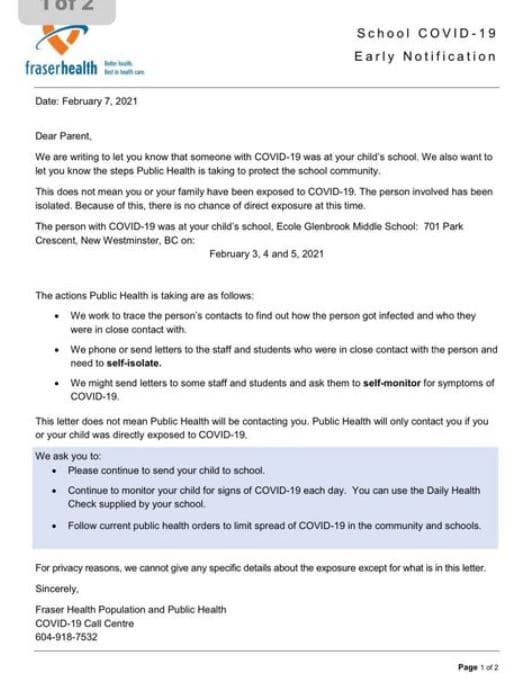 1 of 2
fraserhealth
Better health.
Best in health care.
School COVID-19
Early Notification
Date: February 7, 2021
Dear Parent,
We are writing to let you know that someone with COVID-19 was at your child's school. We also want to
let you know the steps Public Health is taking to protect the school community.
This does not mean you or your family have been exposed to COVID-19. The person involved has been
isolated. Because of this, there is no chance of direct exposure at this time.
The person with COVID-19 was at your child's school, Ecole Glenbrook Middle School: 701 Park
Crescent, New Westminster, BC on:
February 3, 4 and 5, 2021
The actions Public Health is taking are as follows:
• We work to trace the person's contacts to find out how the person got infected and who they
were in close contact with.
• We phone or send letters to the staff and students who were in close contact with the person and
need to self-isolate.
• We might send letters to some staff and students and ask them to self-monitor for symptoms of
COVID-19.
This letter does not mean Public Health will be contacting you. Public Health will only contact you if you
or your child was directly exposed to COVID-19.
We ask you to:
• Please continue to send your child to school.
• Continue to monitor your child for signs of COVID-19 each day. You can use the Daily Health
Check supplied by your school.
• Follow current public health orders to limit spread of COVID-19 in the community and schools.
For privacy reasons, we cannot give any specific details about the exposure except for what is in this letter.
Sincerely,
Fraser Health Population and Public Health
COVID-19 Call Centre
604-918-7532
Page 1 of 2